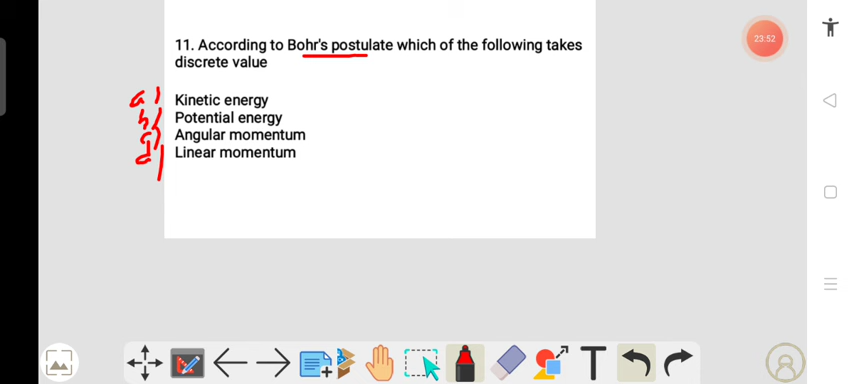 23:52
11. According to Bohr's postulate which of the following takes
discrete value
a) Kinetic energy
b) Potential energy
c) Angular momentum
d) Linear momentum
T